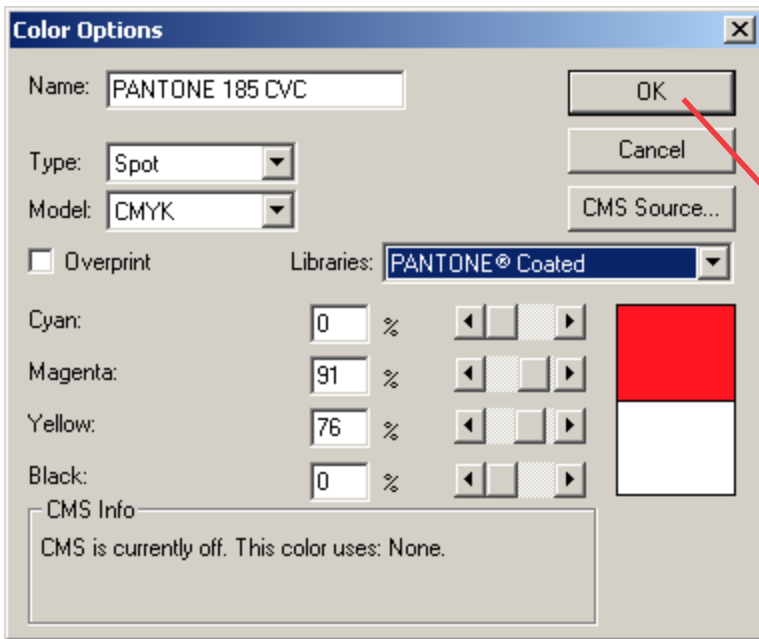 Color Options
Name: PANTONE 185 CVC
OK
Type: Spot
Cancel
Model: CMYK
CMS Source...
Overprint
Libraries: PANTONE® Coated
Cyan: 0 %
Magenta: 91 %
Yellow: 76 %
Black: 0 %
CMS Info
CMS is currently off. This color uses: None.